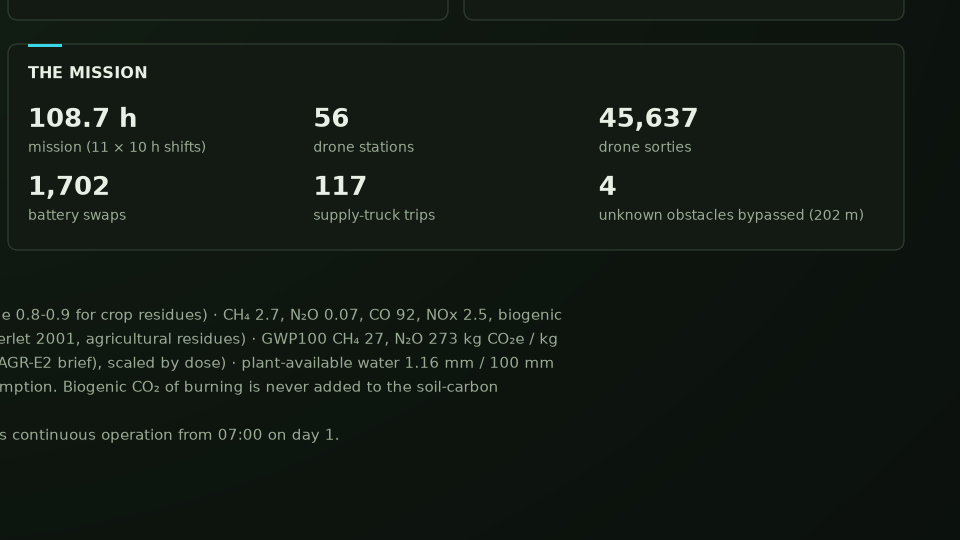 THE MISSION
108.7 h 56 45,637
mission (11 × 10 h shifts) drone stations drone sorties
1,702 117 4
battery swaps supply-truck trips unknown obstacles bypassed (202 m)
e 0.8-0.9 for crop residues) · CH₄ 2.7, N₂O 0.07, CO 92, NOx 2.5, biogenic
erlet 2001, agricultural residues) · GWP100 CH₄ 27, N₂O 273 kg CO₂e / kg
AGR-E2 brief), scaled by dose) · plant-available water 1.16 mm / 100 mm
mption. Biogenic CO₂ of burning is never added to the soil-carbon
s continuous operation from 07:00 on day 1.